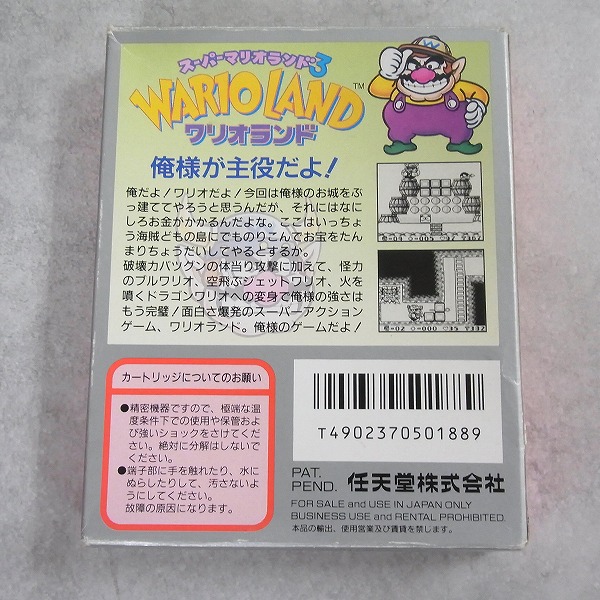 スーパーマリオランド3
WARIO LAND™
ワリオランド
俺様が主役だよ！
俺だよ！ワリオだよ！今回は俺様のお城をぶ
っ建ててやろうと思うんだが、それにはなに
しろお金がかかるんだよな。ここはいっちょ
う海賊どもの島にでものりこんでお宝をたん
まりちょうだいしてやるとするか。
破壊力バツグンの体当り攻撃に加えて、怪力
のブルワリオ、空飛ぶジェットワリオ、火を
噴くドラゴンワリオへの変身で俺様の強さは
もう完璧！面白さ爆発のスーパーアクション
ゲーム、ワリオランド。俺様のゲームだよ！
カートリッジについてのお願い
●精密機器ですので、極端な温
度条件下での使用や保管およ
び強いショックをさけてくだ
さい。絶対に分解はしないで
ください。
●端子部に手を触れたり、水に
ぬらしたりして、汚さないよ
うにしてください。
故障の原因になります。
T4902370501889
PAT.
PEND. 任天堂株式会社
FOR SALE and USE IN JAPAN ONLY
BUSINESS USE and RENTAL PROHIBITED.
本品の輸出、使用営業及び賃貸を禁じます。